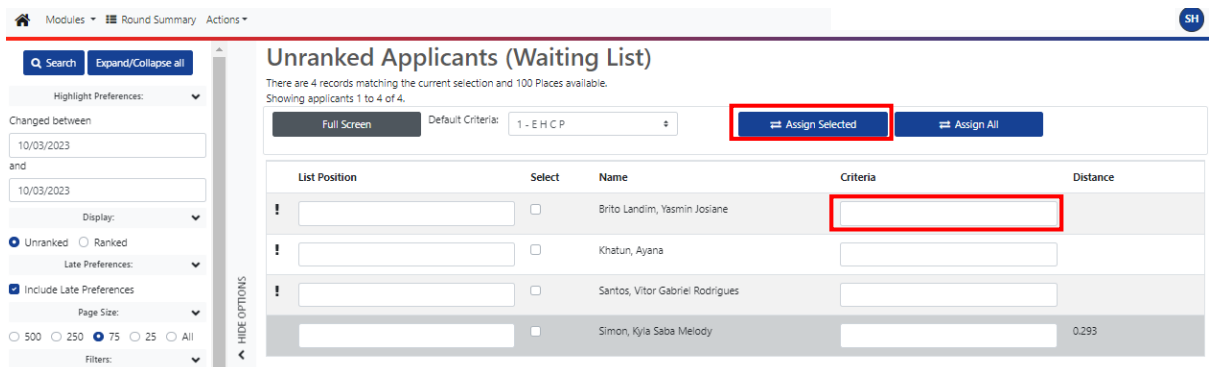 Modules Round Summary Actions
SH
Search Expand/Collapse all
Highlight Preferences:
Changed between
10/03/2023
and
10/03/2023
Display:
Unranked Ranked
Late Preferences:
Include Late Preferences
Page Size:
500 250 75 25 All
Filters:
HIDE OPTIONS
Unranked Applicants (Waiting List)
There are 4 records matching the current selection and 100 Places available.
Showing applicants 1 to 4 of 4.
Full Screen Default Criteria: 1 - E H C P Assign Selected Assign All
List Position Select Name Criteria Distance
! Brito Landim, Yasmin Josiane
! Khatun, Ayana
! Santos, Vitor Gabriel Rodrigues
Simon, Kyla Saba Melody 0.293